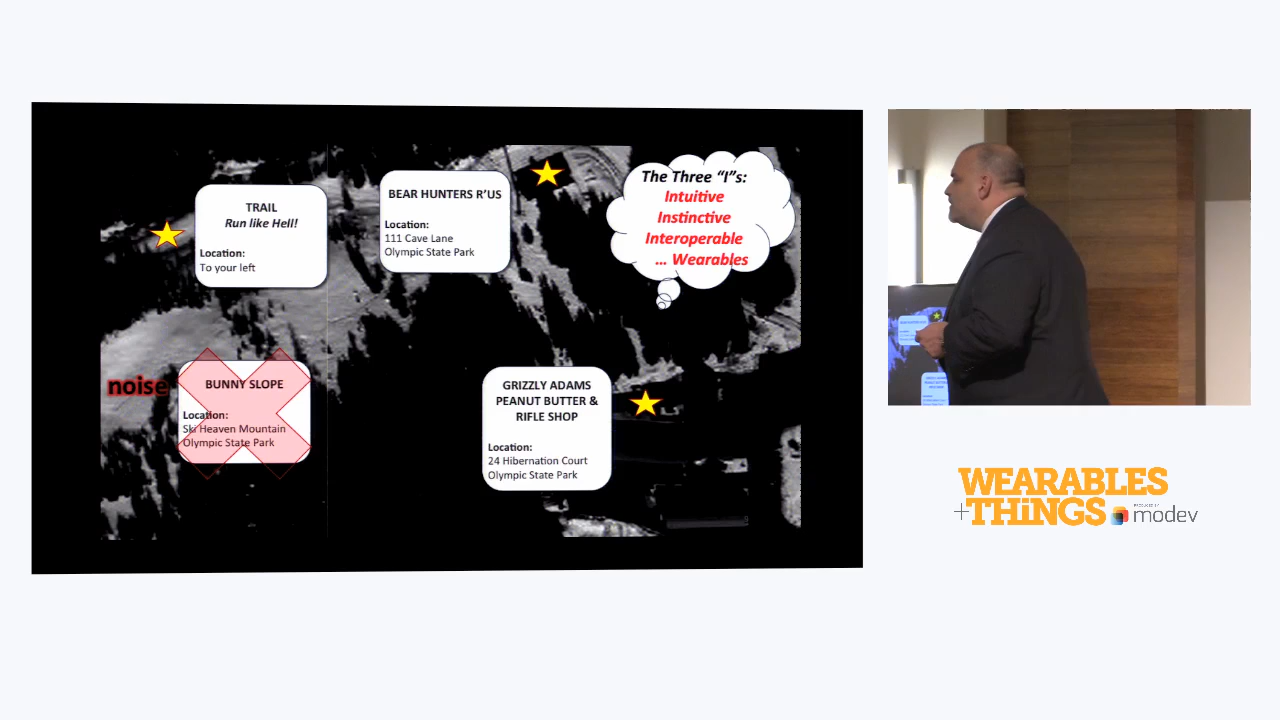 TRAIL
Run like Hell!
Location:
To your left
BEAR HUNTERS R'US
Location:
111 Cave Lane
Olympic State Park
The Three “I”s:
Intuitive
Instinctive
Interoperable
... Wearables
noise
BUNNY SLOPE
Location:
Ski Heaven Mountain
Olympic State Park
GRIZZLY ADAMS
PEANUT BUTTER &
RIFLE SHOP
Location:
24 Hibernation Court
Olympic State Park
WEARABLES
+THiNGS
modev